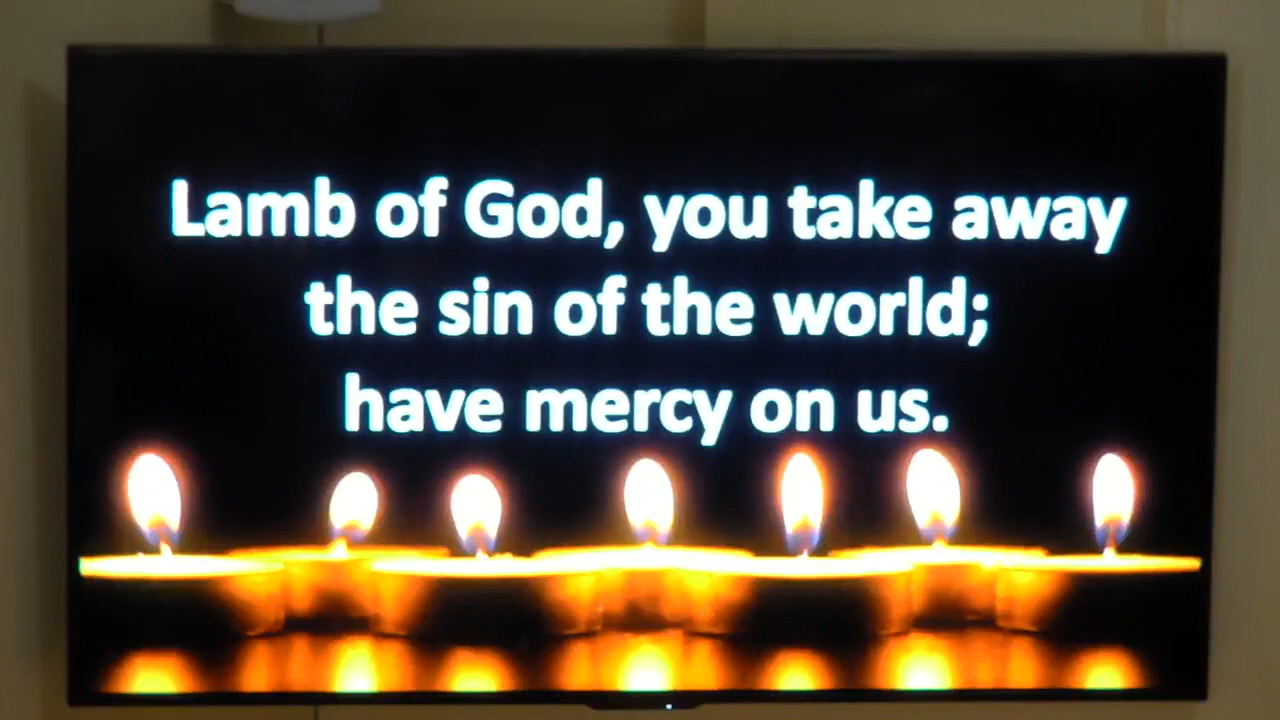 Lamb of God, you take away
the sin of the world;
have mercy on us.